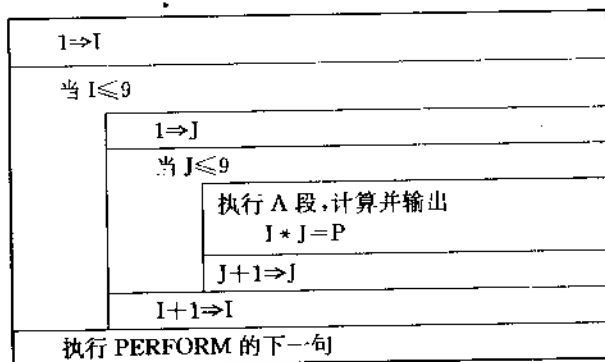 1⇒I
当 I≤9
1⇒J
当 J≤9
执行 A 段,计算并输出
I * J=P
J+1⇒J
I+1⇒I
执行 PERFORM 的下一句